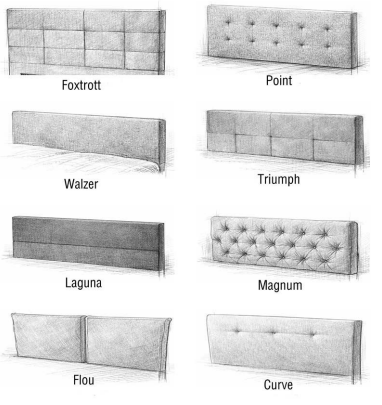 Foxtrott
Point
Walzer
Triumph
Laguna
Magnum
Flou
Curve